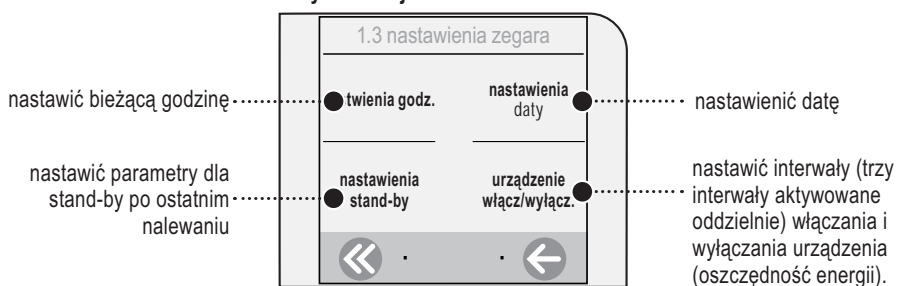 1.3 nastawienia zegara
nastawić bieżącą godzinę
twienia godz.
nastawienia
daty
nastawienić datę
nastawić parametry dla
stand-by po ostatnim
nalewaniu
nastawienia
stand-by
urządzenie
włącz/wyłącz.
nastawić interwały (trzy
interwały aktywowane
oddzielnie) włączania i
wyłączania urządzenia
(oszczędność energii).